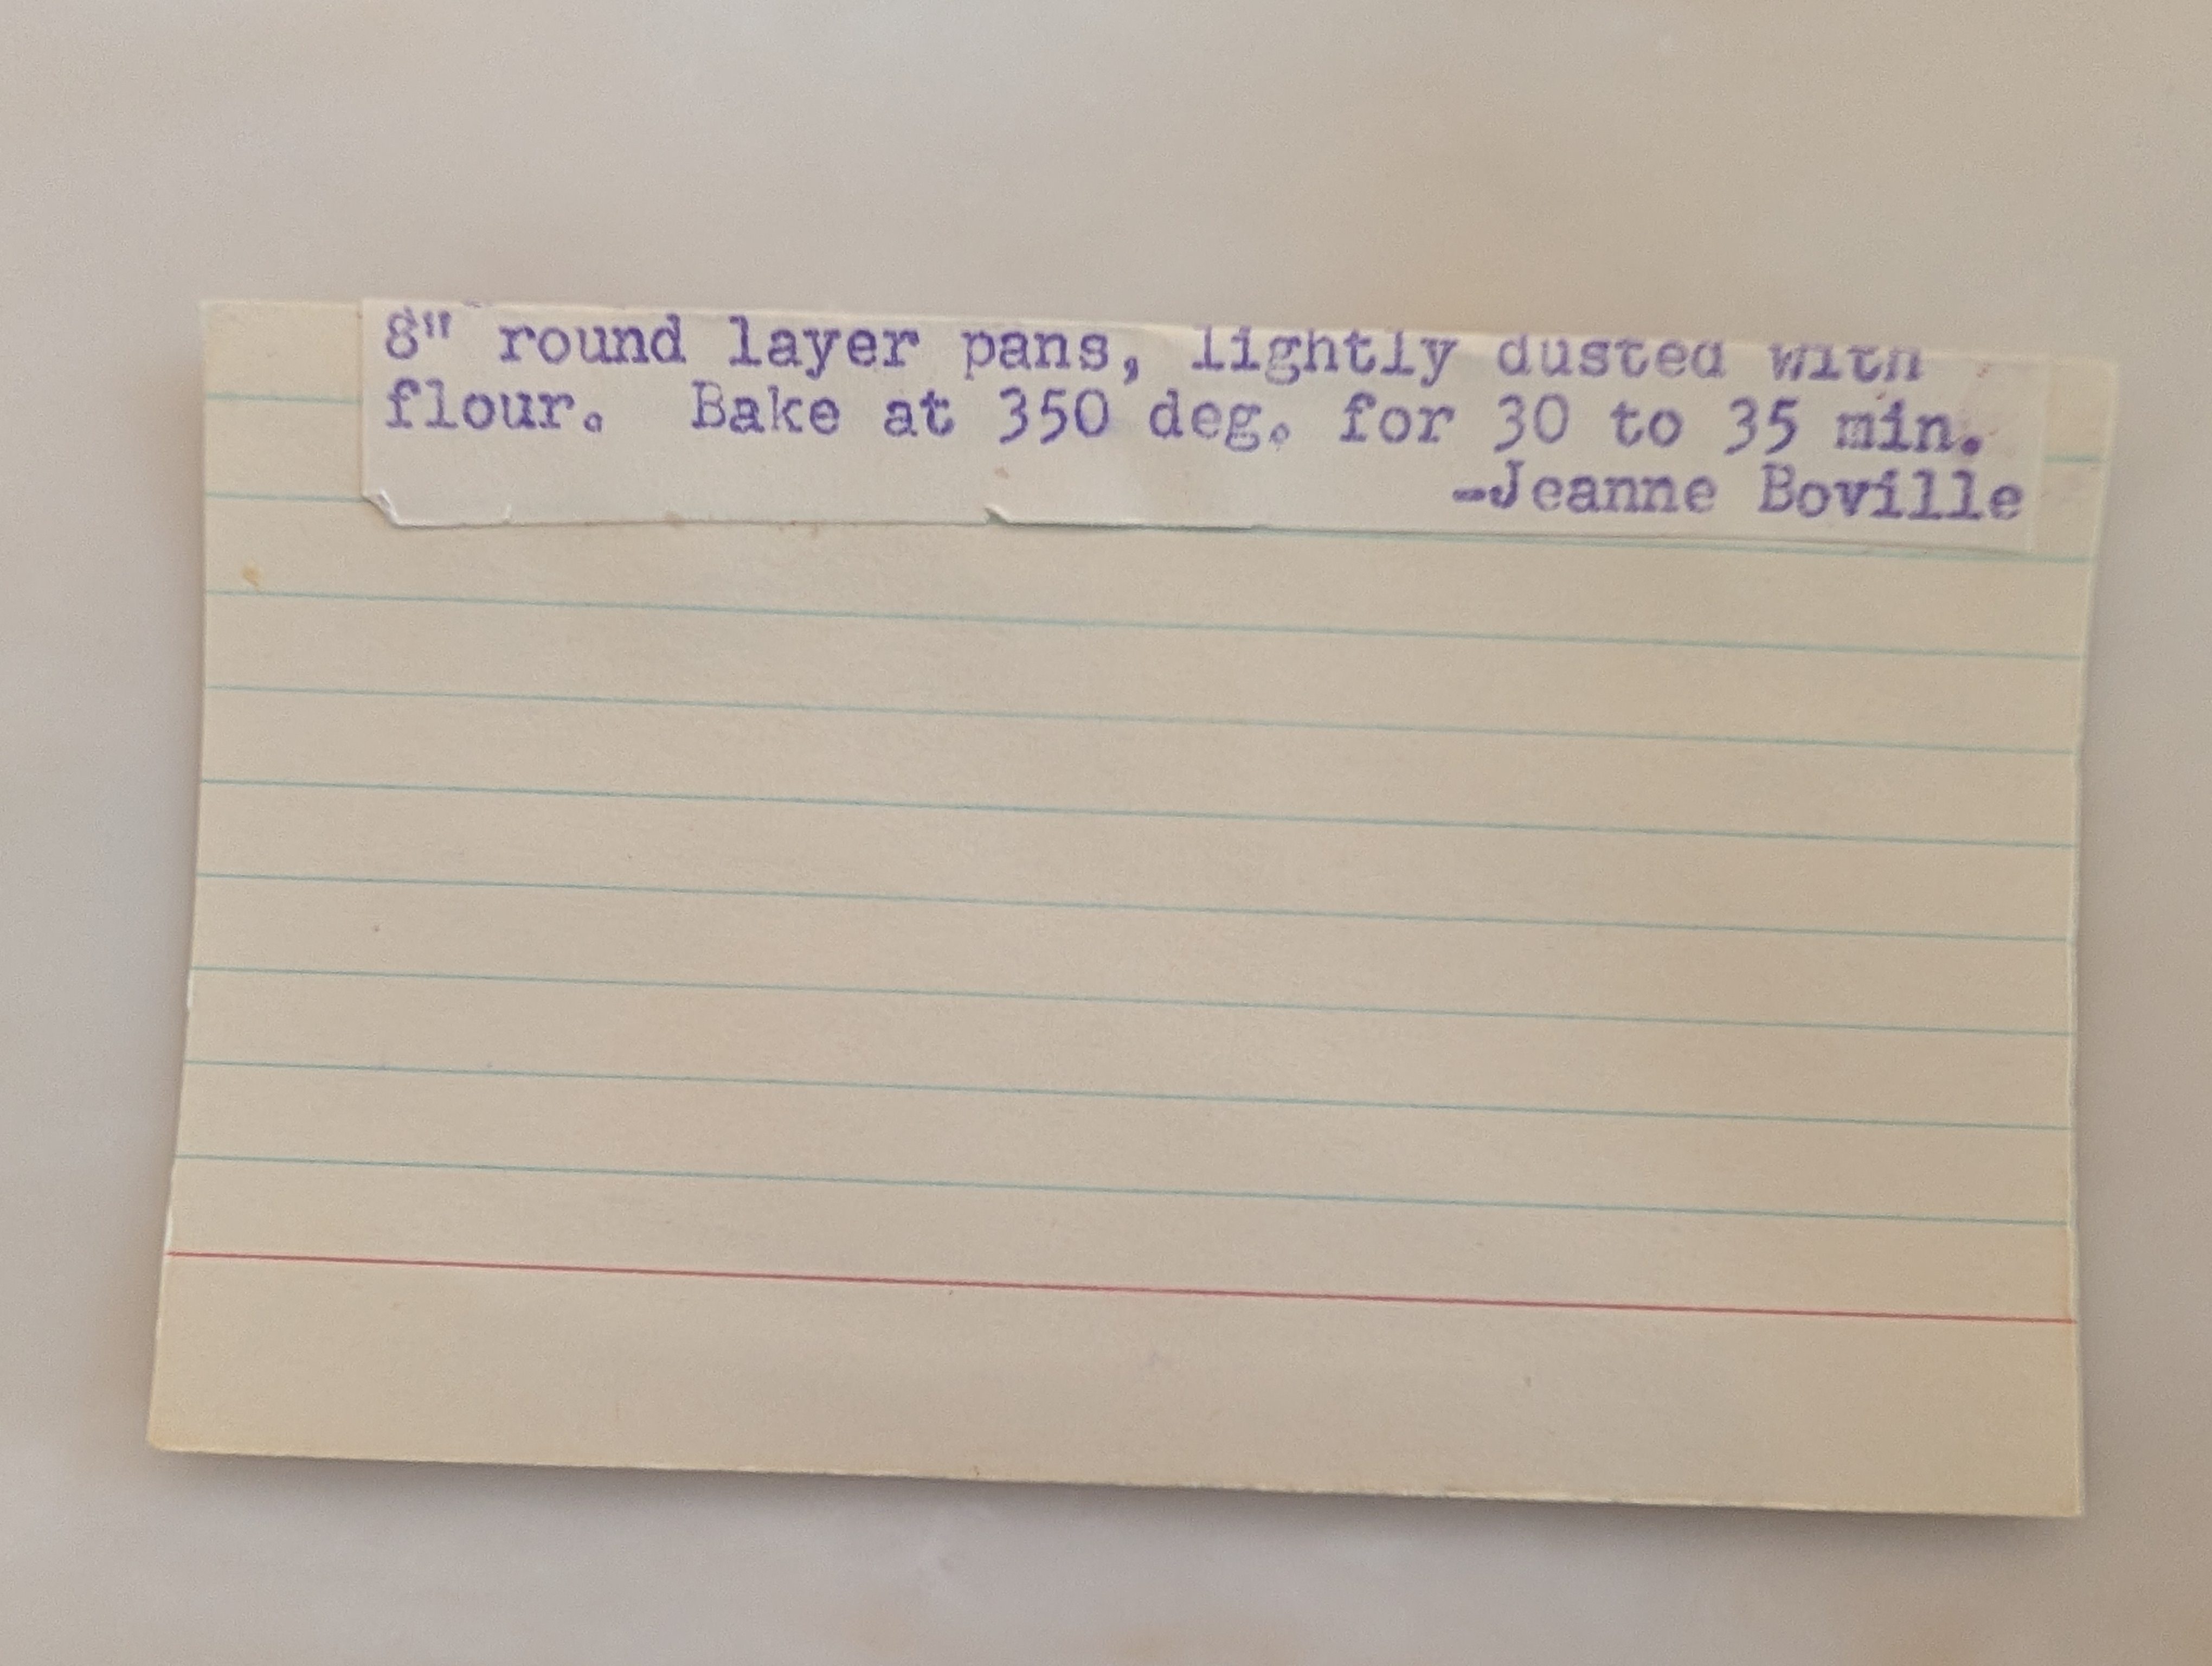 8" round layer pans, lightly dusted with
flour.  Bake at 350 deg. for 30 to 35 min.
-Jeanne Boville